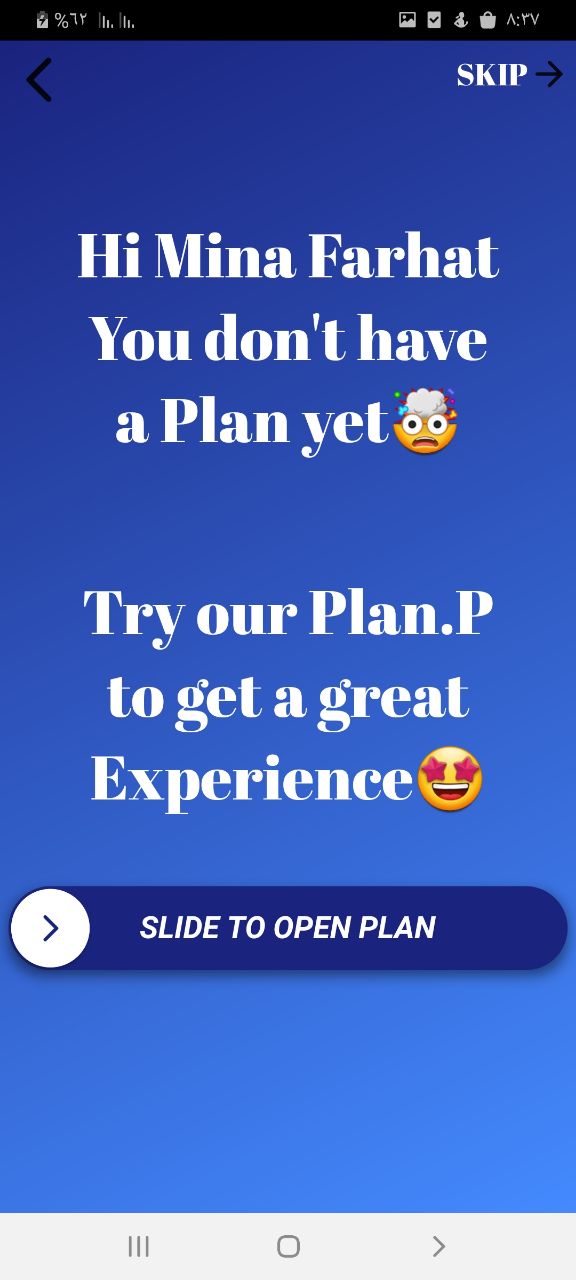 %٦٢ ٨:٣٧
SKIP
Hi Mina Farhat
You don't have
a Plan yet🤯
Try our Plan.P
to get a great
Experience🤩
SLIDE TO OPEN PLAN